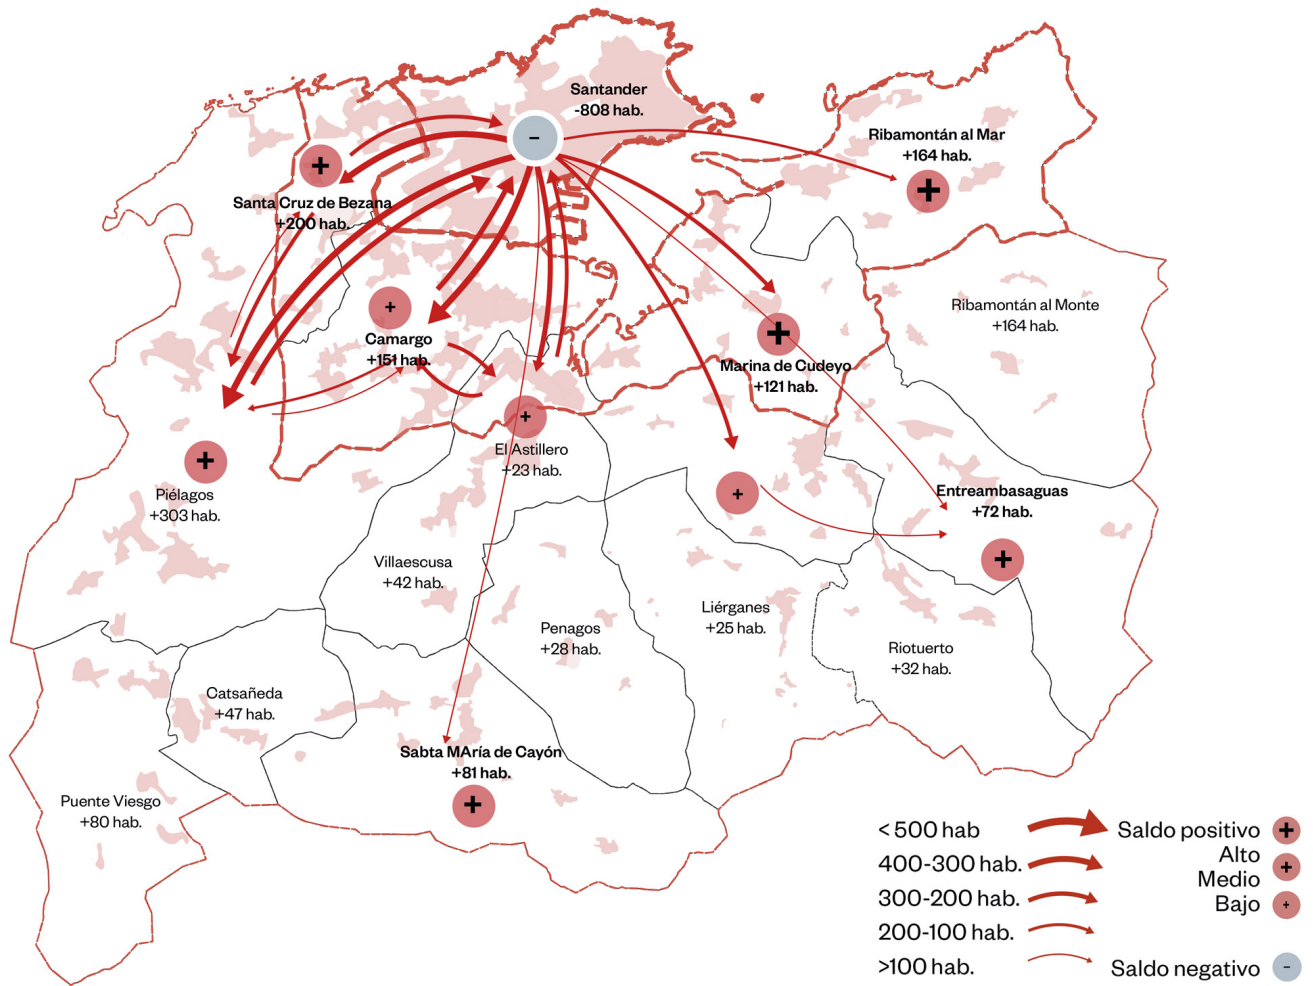 Santander
-808 hab.
Ribamontán al Mar
+164 hab.
Santa Cruz de Bezana
+200 hab.
Ribamontán al Monte
+164 hab.
Camargo
+151 hab.
Marina de Cudeyo
+121 hab.
El Astillero
+23 hab.
Piélagos
+303 hab.
Entreambasaguas
+72 hab.
Villaescusa
+42 hab.
Liérganes
+25 hab.
Penagos
+28 hab.
Riotuerto
+32 hab.
Catsañeda
+47 hab.
Sabta MAría de Cayón
+81 hab.
Puente Viesgo
+80 hab.
< 500 hab
400-300 hab.
300-200 hab.
200-100 hab.
>100 hab.
Saldo positivo
Alto
Medio
Bajo
Saldo negativo